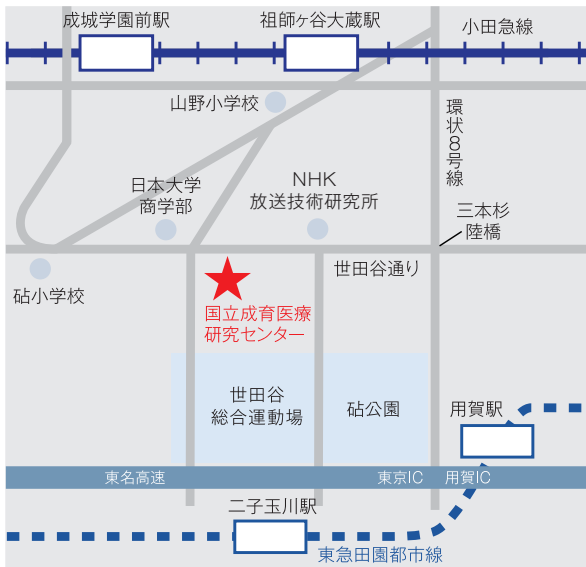 成城学園前駅
祖師ヶ谷大蔵駅
小田急線
山野小学校
環状8号線
日本大学
商学部
NHK
放送技術研究所
三本杉
陸橋
世田谷通り
砧小学校
国立成育医療
研究センター
世田谷
総合運動場
砧公園
用賀駅
東名高速
東京IC
用賀IC
二子玉川駅
東急田園都市線